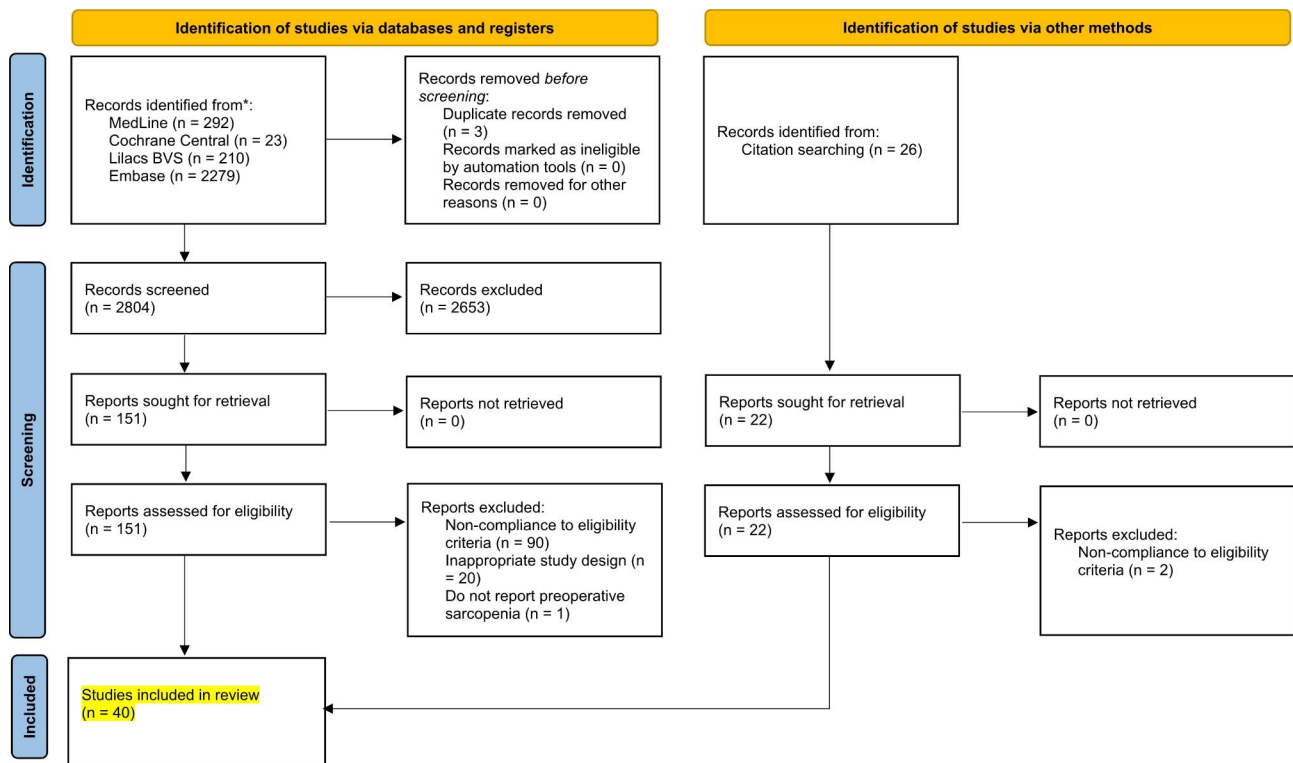 Identification of studies via databases and registers
Identification of studies via other methods
Identification
Records identified from*:
MedLine (n = 292)
Cochrane Central (n = 23)
Lilacs BVS (n = 210)
Embase (n = 2279)
Records removed before
screening:
Duplicate records removed
(n = 3)
Records marked as ineligible
by automation tools (n = 0)
Records removed for other
reasons (n = 0)
Records identified from:
Citation searching (n = 26)
Screening
Records screened
(n = 2804)
Records excluded
(n = 2653)
Reports sought for retrieval
(n = 151)
Reports not retrieved
(n = 0)
Reports sought for retrieval
(n = 22)
Reports not retrieved
(n = 0)
Reports assessed for eligibility
(n = 151)
Reports excluded:
Non-compliance to eligibility
criteria (n = 90)
Inappropriate study design (n
= 20)
Do not report preoperative
sarcopenia (n = 1)
Reports assessed for eligibility
(n = 22)
Reports excluded:
Non-compliance to eligibility
criteria (n = 2)
Included
Studies included in review
(n = 40)